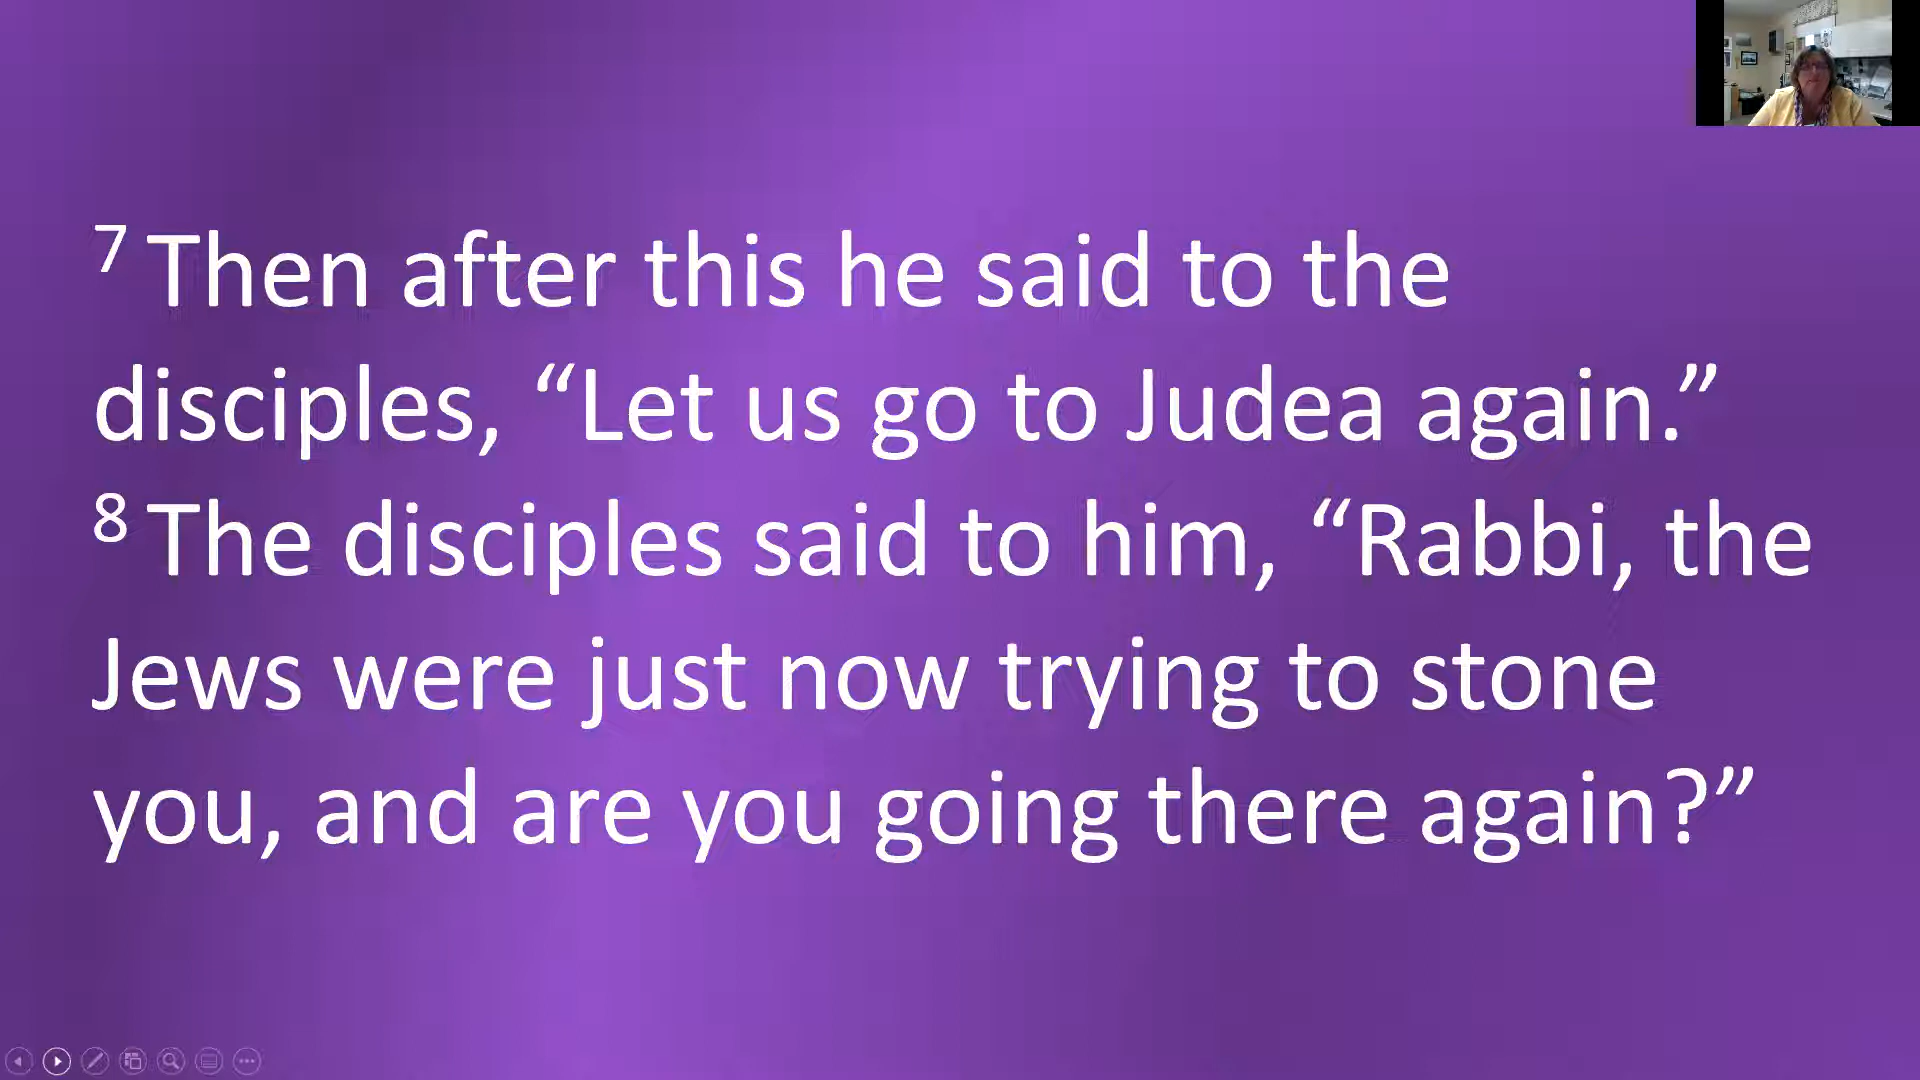 7 Then after this he said to the
disciples, “Let us go to Judea again.”
8 The disciples said to him, “Rabbi, the
Jews were just now trying to stone
you, and are you going there again?”